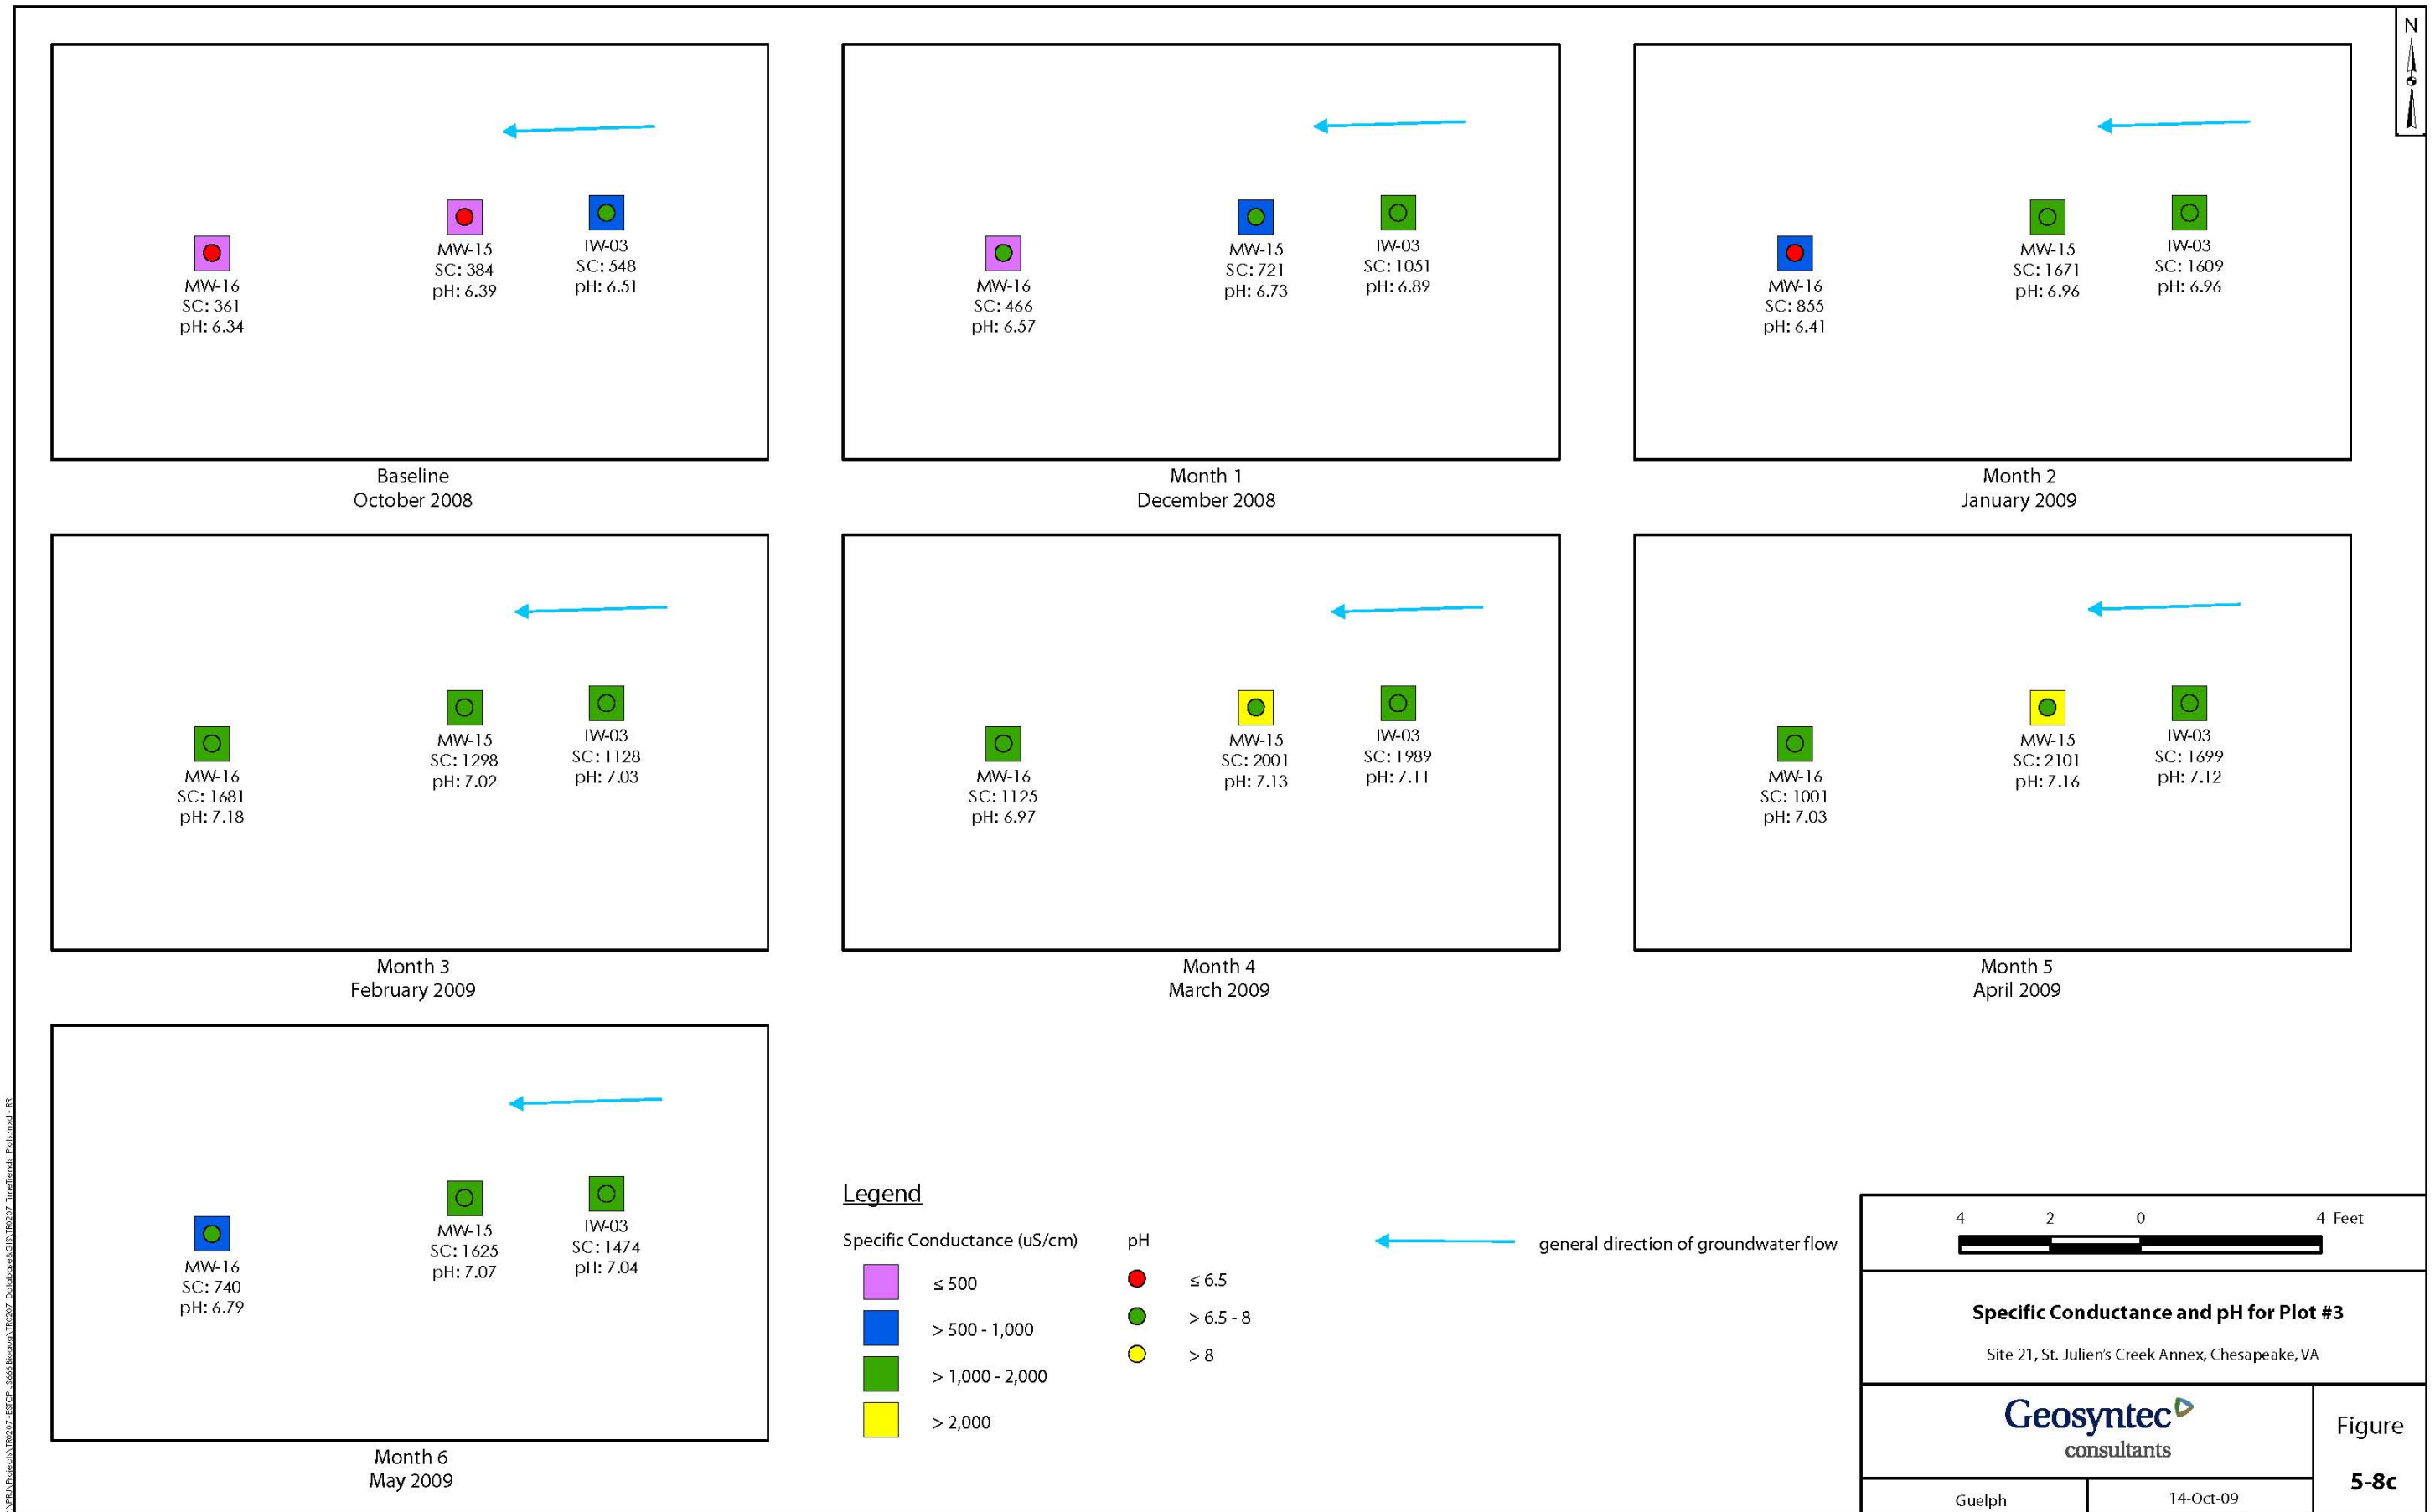 N
MW-16
SC: 361
pH: 6.34
MW-15
SC: 384
pH: 6.39
IW-03
SC: 548
pH: 6.51
Baseline
October 2008
MW-16
SC: 466
pH: 6.57
MW-15
SC: 721
pH: 6.73
IW-03
SC: 1051
pH: 6.89
Month 1
December 2008
MW-16
SC: 855
pH: 6.41
MW-15
SC: 1671
pH: 6.96
IW-03
SC: 1609
pH: 6.96
Month 2
January 2009
MW-16
SC: 1681
pH: 7.18
MW-15
SC: 1298
pH: 7.02
IW-03
SC: 1128
pH: 7.03
Month 3
February 2009
MW-16
SC: 1125
pH: 6.97
MW-15
SC: 2001
pH: 7.13
IW-03
SC: 1989
pH: 7.11
Month 4
March 2009
MW-16
SC: 1001
pH: 7.03
MW-15
SC: 2101
pH: 7.16
IW-03
SC: 1699
pH: 7.12
Month 5
April 2009
MW-16
SC: 740
pH: 6.79
MW-15
SC: 1625
pH: 7.07
IW-03
SC: 1474
pH: 7.04
Month 6
May 2009
Legend
Specific Conductance (uS/cm)
≤ 500
> 500 - 1,000
> 1,000 - 2,000
> 2,000
pH
≤ 6.5
> 6.5 - 8
> 8
general direction of groundwater flow
4 2 0 4 Feet
Specific Conductance and pH for Plot #3
Site 21, St. Julien's Creek Annex, Chesapeake, VA
Geosyntec
consultants
Figure
5-8c
Guelph
14-Oct-09